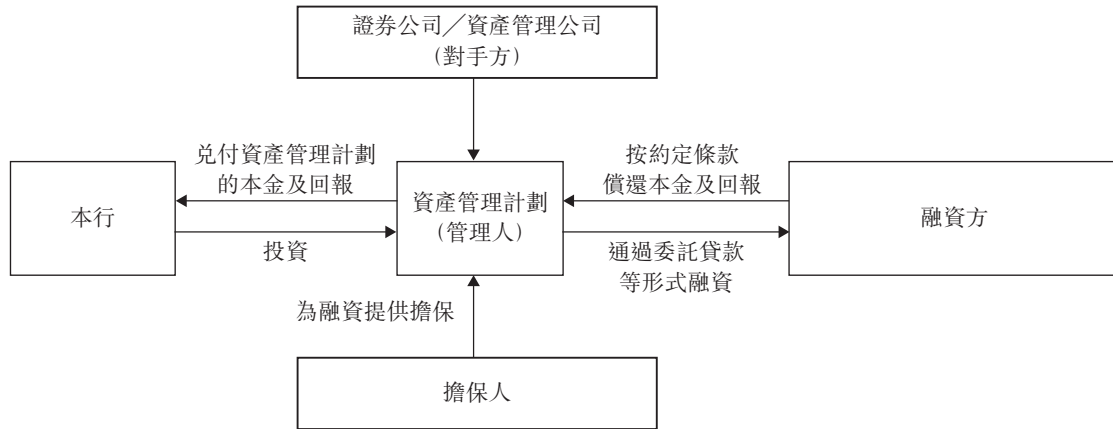 證券公司╱資產管理公司
(對手方)
兌付資產管理計劃
的本金及回報
按約定條款
償還本金及回報
本行
資產管理計劃
(管理人)
融資方
投資
通過委託貸款
等形式融資
為融資提供擔保
擔保人